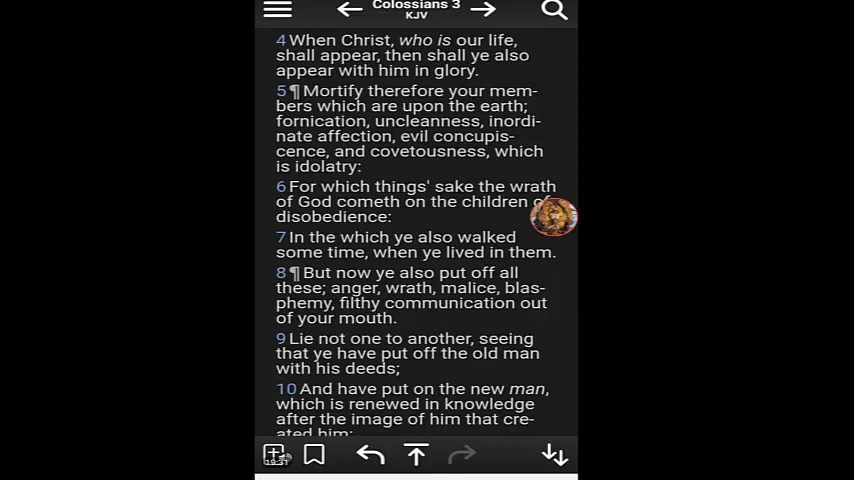 Colossians 3
KJV
4 When Christ, who is our life,
shall appear, then shall ye also
appear with him in glory.
5 ¶ Mortify therefore your mem-
bers which are upon the earth;
fornication, uncleanness, inordi-
nate affection, evil concupis-
cence, and covetousness, which
is idolatry:
6 For which things' sake the wrath
of God cometh on the children of
disobedience:
7 In the which ye also walked
some time, when ye lived in them.
8 ¶ But now ye also put off all
these; anger, wrath, malice, blas-
phemy, filthy communication out
of your mouth.
9 Lie not one to another, seeing
that ye have put off the old man
with his deeds;
10 And have put on the new man,
which is renewed in knowledge
after the image of him that cre-
ated him:
19:31